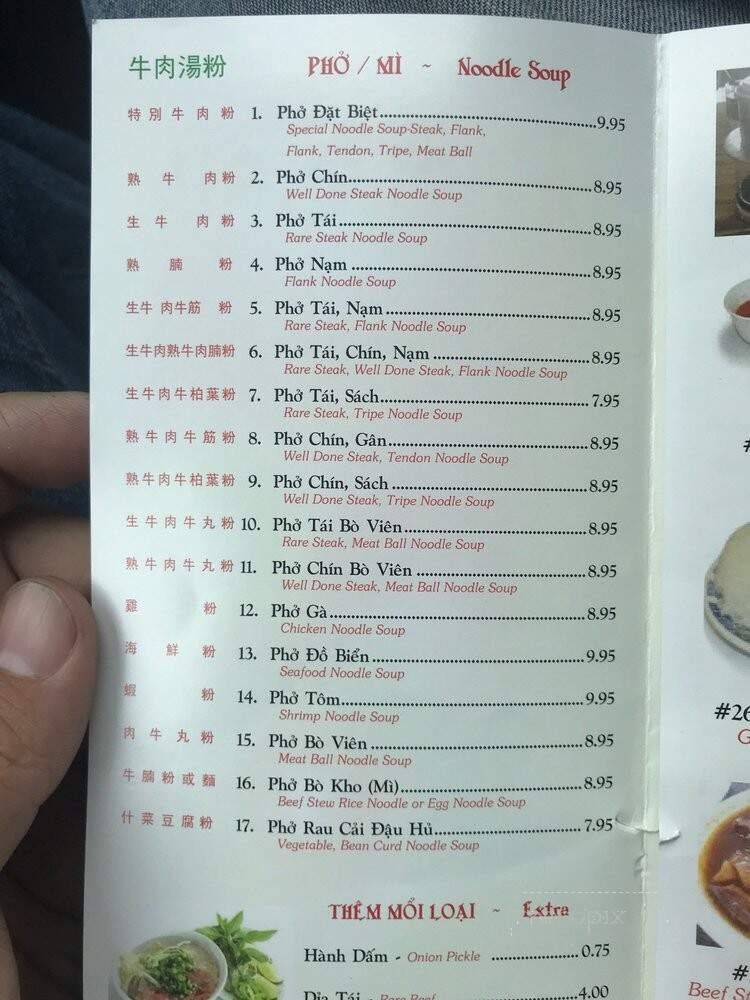 牛肉湯粉 PHỞ / MÌ ~ Noodle Soup
特別牛肉粉 1. Phở Đặt Biệt 9.95
Special Noodle Soup-Steak, Flank,
Flank, Tendon, Tripe, Meat Ball
熟牛肉粉 2. Phở Chín 8.95
Well Done Steak Noodle Soup
生牛肉粉 3. Phở Tái 8.95
Rare Steak Noodle Soup
熟腩粉 4. Phở Nạm 8.95
Flank Noodle Soup
生牛肉牛筋粉 5. Phở Tái, Nạm 8.95
Rare Steak, Flank Noodle Soup
生牛肉熟牛肉腩粉 6. Phở Tái, Chín, Nạm 8.95
Rare Steak, Well Done Steak, Flank Noodle Soup
生牛肉牛柏葉粉 7. Phở Tái, Sách 7.95
Rare Steak, Tripe Noodle Soup
熟牛肉牛筋粉 8. Phở Chín, Gân 8.95
Well Done Steak, Tendon Noodle Soup
熟牛肉牛柏葉粉 9. Phở Chín, Sách 8.95
Well Done Steak, Tripe Noodle Soup
生牛肉牛丸粉 10. Phở Tái Bò Viên 8.95
Rare Steak, Meat Ball Noodle Soup
熟牛肉牛丸粉 11. Phở Chín Bò Viên 8.95
Well Done Steak, Meat Ball Noodle Soup
雞粉 12. Phở Gà 8.95
Chicken Noodle Soup
海鮮粉 13. Phở Đồ Biển 9.95
Seafood Noodle Soup
蝦粉 14. Phở Tôm 9.95
Shrimp Noodle Soup
肉牛丸粉 15. Phở Bò Viên 8.95
Meat Ball Noodle Soup
牛腩粉或麵 16. Phở Bò Kho (Mì) 8.95
Beef Stew Rice Noodle or Egg Noodle Soup
什菜豆腐粉 17. Phở Rau Cải Đậu Hủ 7.95
Vegetable, Bean Curd Noodle Soup
THÊM MỔI LOẠI ~ Extra
Hành Dấm - Onion Pickle 0.75
Dĩa Tái - Rare Beef 4.00
#26
Beef S